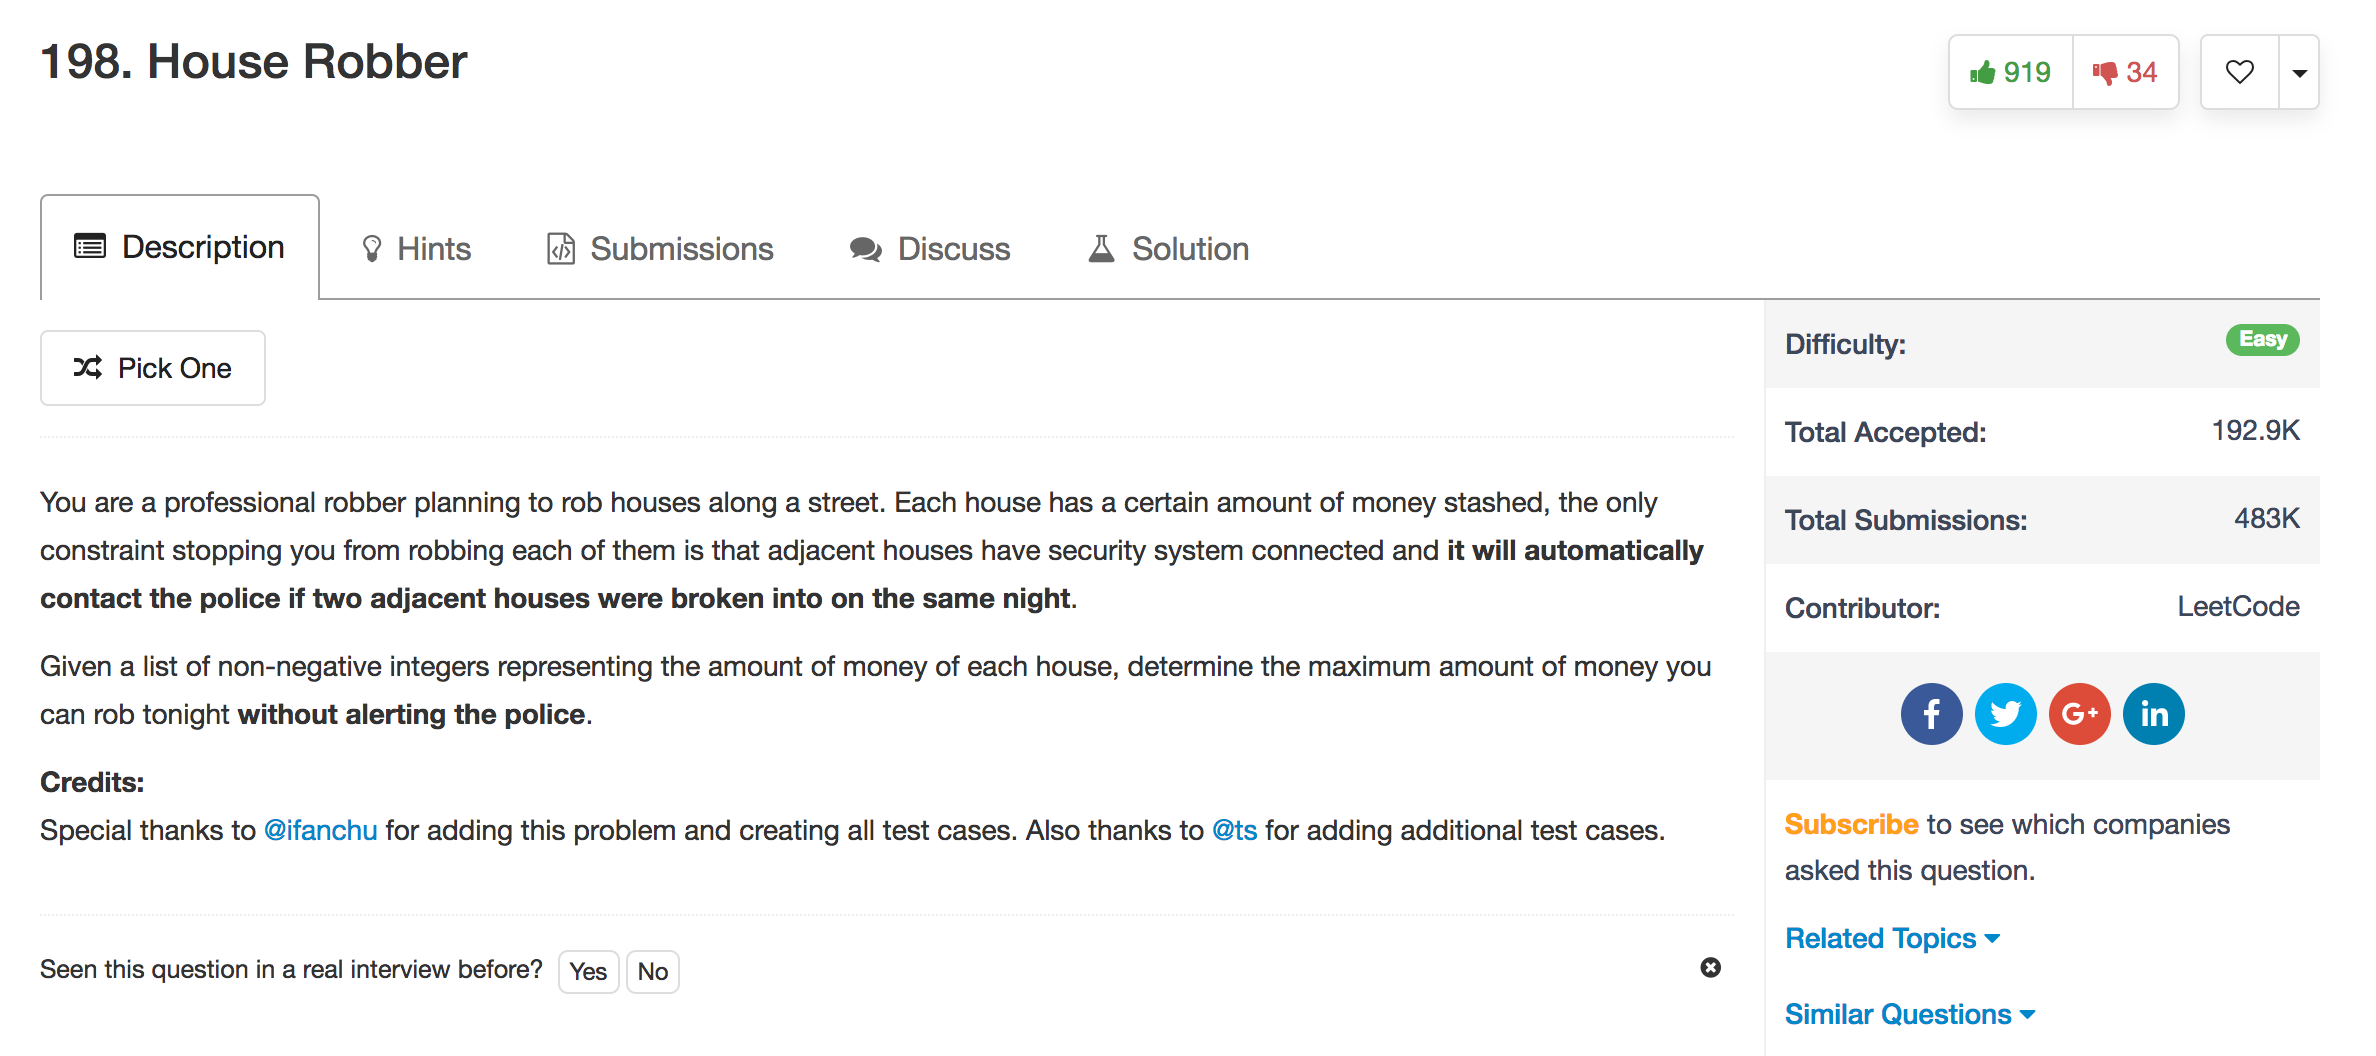 198. House Robber
919
34
Description
Hints
Submissions
Discuss
Solution
Pick One
You are a professional robber planning to rob houses along a street. Each house has a certain amount of money stashed, the only
constraint stopping you from robbing each of them is that adjacent houses have security system connected and it will automatically
contact the police if two adjacent houses were broken into on the same night.
Given a list of non-negative integers representing the amount of money of each house, determine the maximum amount of money you
can rob tonight without alerting the police.
Credits:
Special thanks to @ifanchu for adding this problem and creating all test cases. Also thanks to @ts for adding additional test cases.
Seen this question in a real interview before? Yes No
Difficulty: Easy
Total Accepted: 192.9K
Total Submissions: 483K
Contributor: LeetCode
f
G+
in
Subscribe to see which companies
asked this question.
Related Topics
Similar Questions